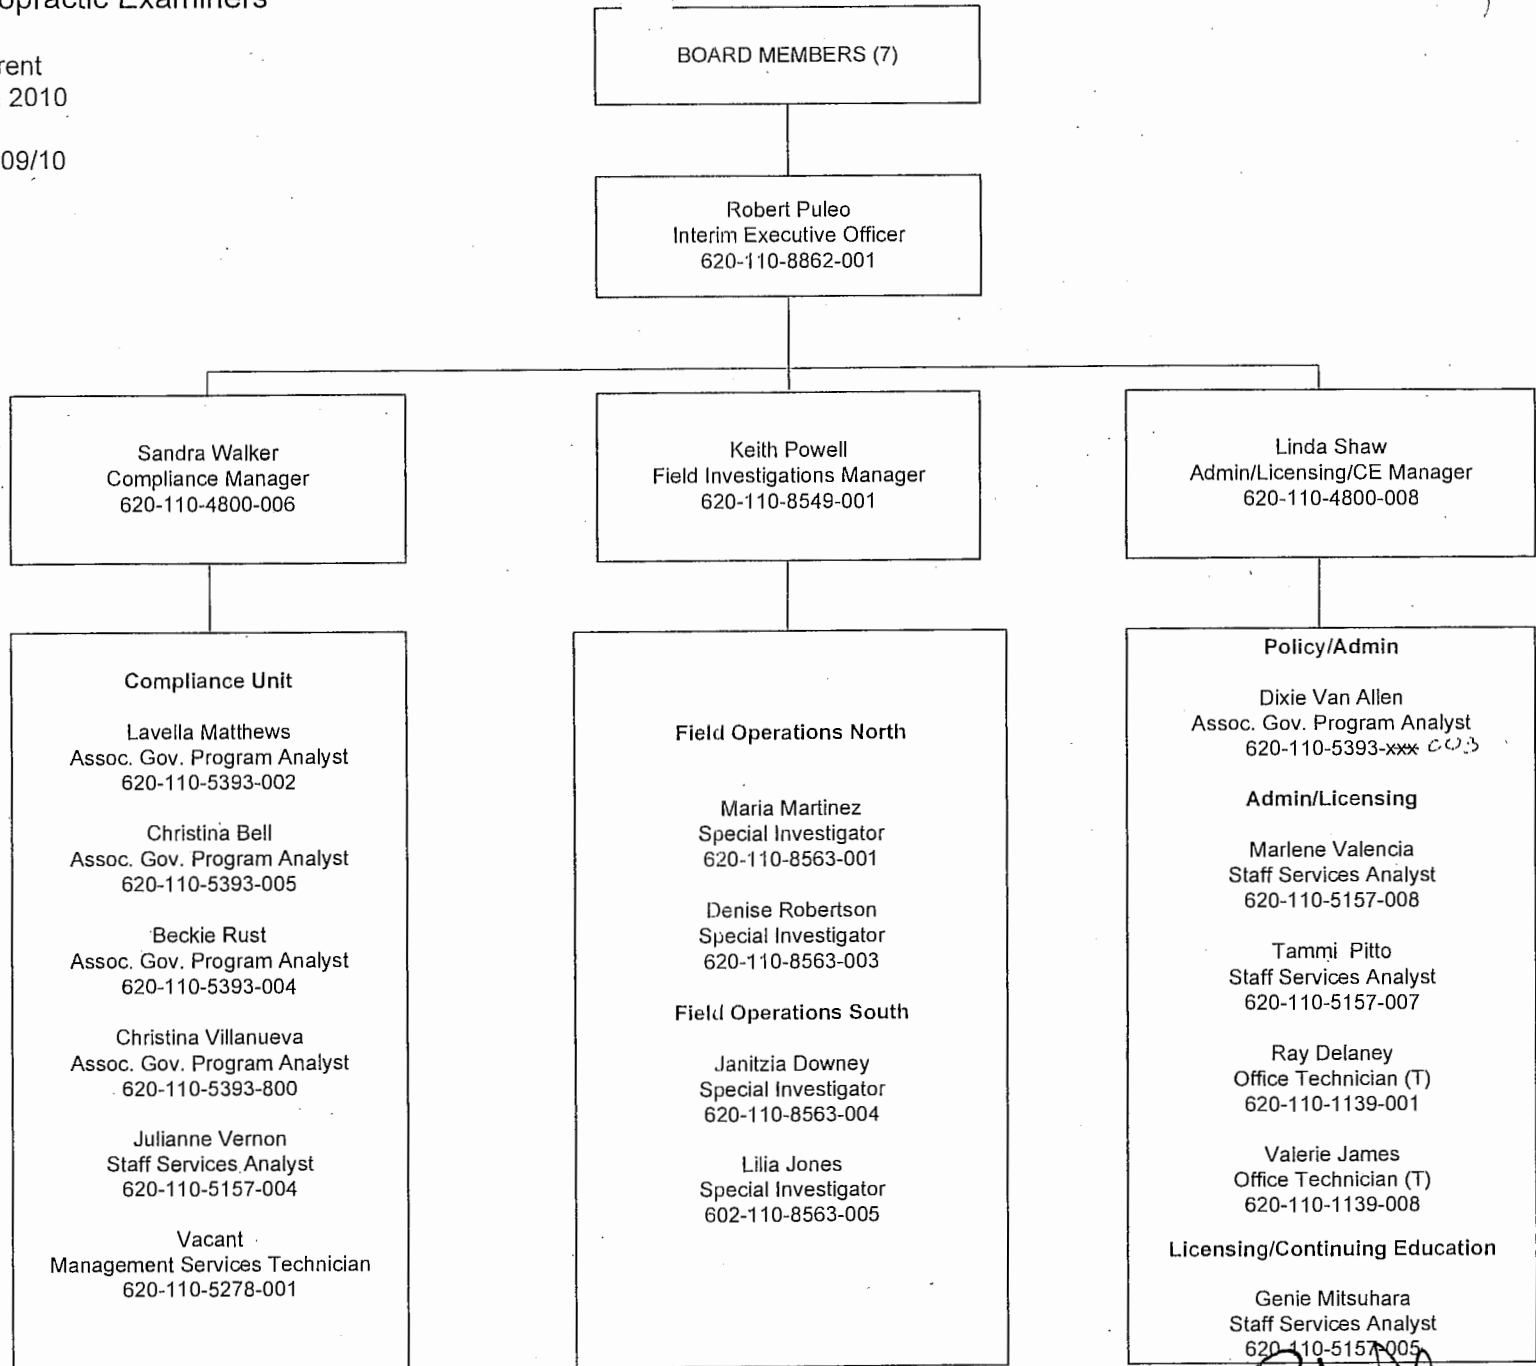 opractic Examiners
rent
2010
09/10
BOARD MEMBERS (7)
Robert Puleo
Interim Executive Officer
620-110-8862-001
Sandra Walker
Compliance Manager
620-110-4800-006
Keith Powell
Field Investigations Manager
620-110-8549-001
Linda Shaw
Admin/Licensing/CE Manager
620-110-4800-008
Compliance Unit
Lavella Matthews
Assoc. Gov. Program Analyst
620-110-5393-002
Christina Bell
Assoc. Gov. Program Analyst
620-110-5393-005
Beckie Rust
Assoc. Gov. Program Analyst
620-110-5393-004
Christina Villanueva
Assoc. Gov. Program Analyst
620-110-5393-800
Julianne Vernon
Staff Services Analyst
620-110-5157-004
Vacant
Management Services Technician
620-110-5278-001
Field Operations North
Maria Martinez
Special Investigator
620-110-8563-001
Denise Robertson
Special Investigator
620-110-8563-003
Field Operations South
Janitzia Downey
Special Investigator
620-110-8563-004
Lilia Jones
Special Investigator
602-110-8563-005
Policy/Admin
Dixie Van Allen
Assoc. Gov. Program Analyst
620-110-5393-xxx 003
Admin/Licensing
Marlene Valencia
Staff Services Analyst
620-110-5157-008
Tammi Pitto
Staff Services Analyst
620-110-5157-007
Ray Delaney
Office Technician (T)
620-110-1139-001
Valerie James
Office Technician (T)
620-110-1139-008
Licensing/Continuing Education
Genie Mitsuhara
Staff Services Analyst
620-110-5157-005